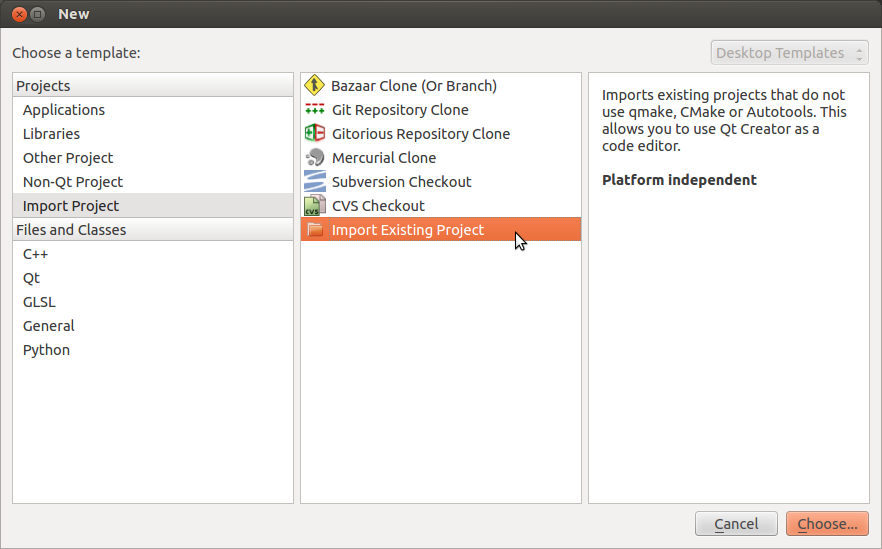 New
Choose a template:
Desktop Templates
Projects
Applications
Libraries
Other Project
Non-Qt Project
Import Project
Files and Classes
C++
Qt
GLSL
General
Python
Bazaar Clone (Or Branch)
Git Repository Clone
Gitorious Repository Clone
Mercurial Clone
Subversion Checkout
CVS Checkout
Import Existing Project
Imports existing projects that do not
use qmake, CMake or Autotools. This
allows you to use Qt Creator as a
code editor.
Platform independent
Cancel
Choose...